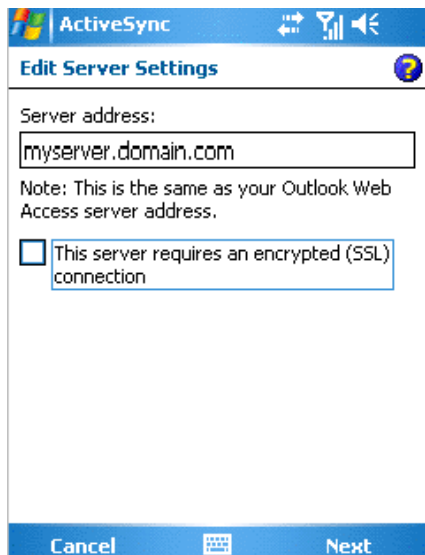 ActiveSync
Edit Server Settings
Server address:
myserver.domain.com
Note: This is the same as your Outlook Web
Access server address.
This server requires an encrypted (SSL)
connection
Cancel Next